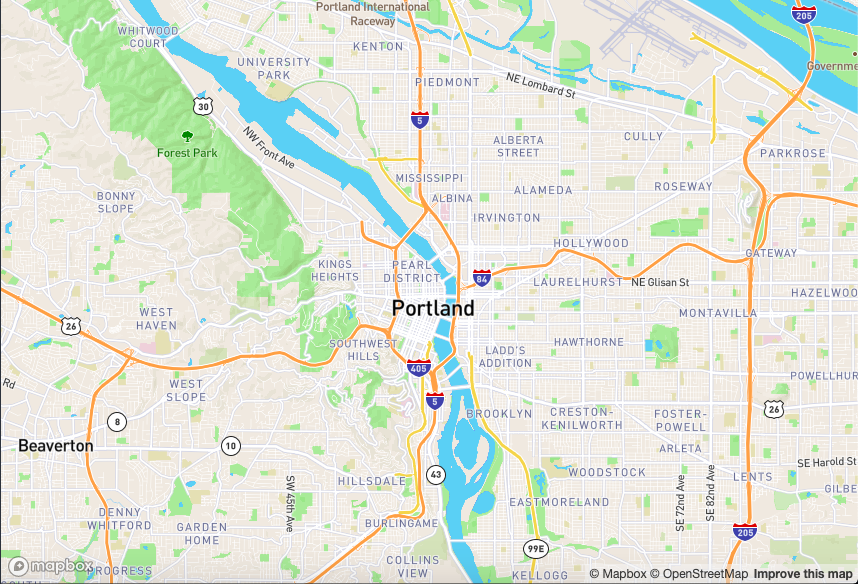 Portland International
Raceway
205
WHITWOOD
COURT
KENTON
UNIVERSITY
PARK
Governme
PIEDMONT
NE Lombard St
30
5
NW Front Ave
ALBERTA
STREET
CULLY
Forest Park
PARKROSE
MISSISSIPPI
ALAMEDA
ROSEWAY
BONNY
SLOPE
ALBINA
IRVINGTON
HOLLYWOOD
GATEWAY
KINGS
HEIGHTS
PEARL
DISTRICT
84
LAURELHURST
NE Glisan St
HAZELWOO
Portland
WEST
HAVEN
26
MONTAVILLA
SOUTHWEST
HILLS
HAWTHORNE
LADD'S
ADDITION
405
POWELLHUR
Rd
WEST
SLOPE
5
26
8
BROOKLYN
CRESTON-
KENILWORTH
FOSTER-
POWELL
Beaverton
10
ARLETA
SE Harold St
43
WOODSTOCK
LENTS
HILLSDALE
SW 45th Ave
SE 72nd Ave
SE 82nd Ave
GILBE
EASTMORELAND
DENNY
WHITFORD
GARDEN
HOME
BURLINGAME
205
99E
COLLINS
VIEW
mapbox
PROGRESS
KELLOGG
© Mapbox © OpenStreetMap Improve this map